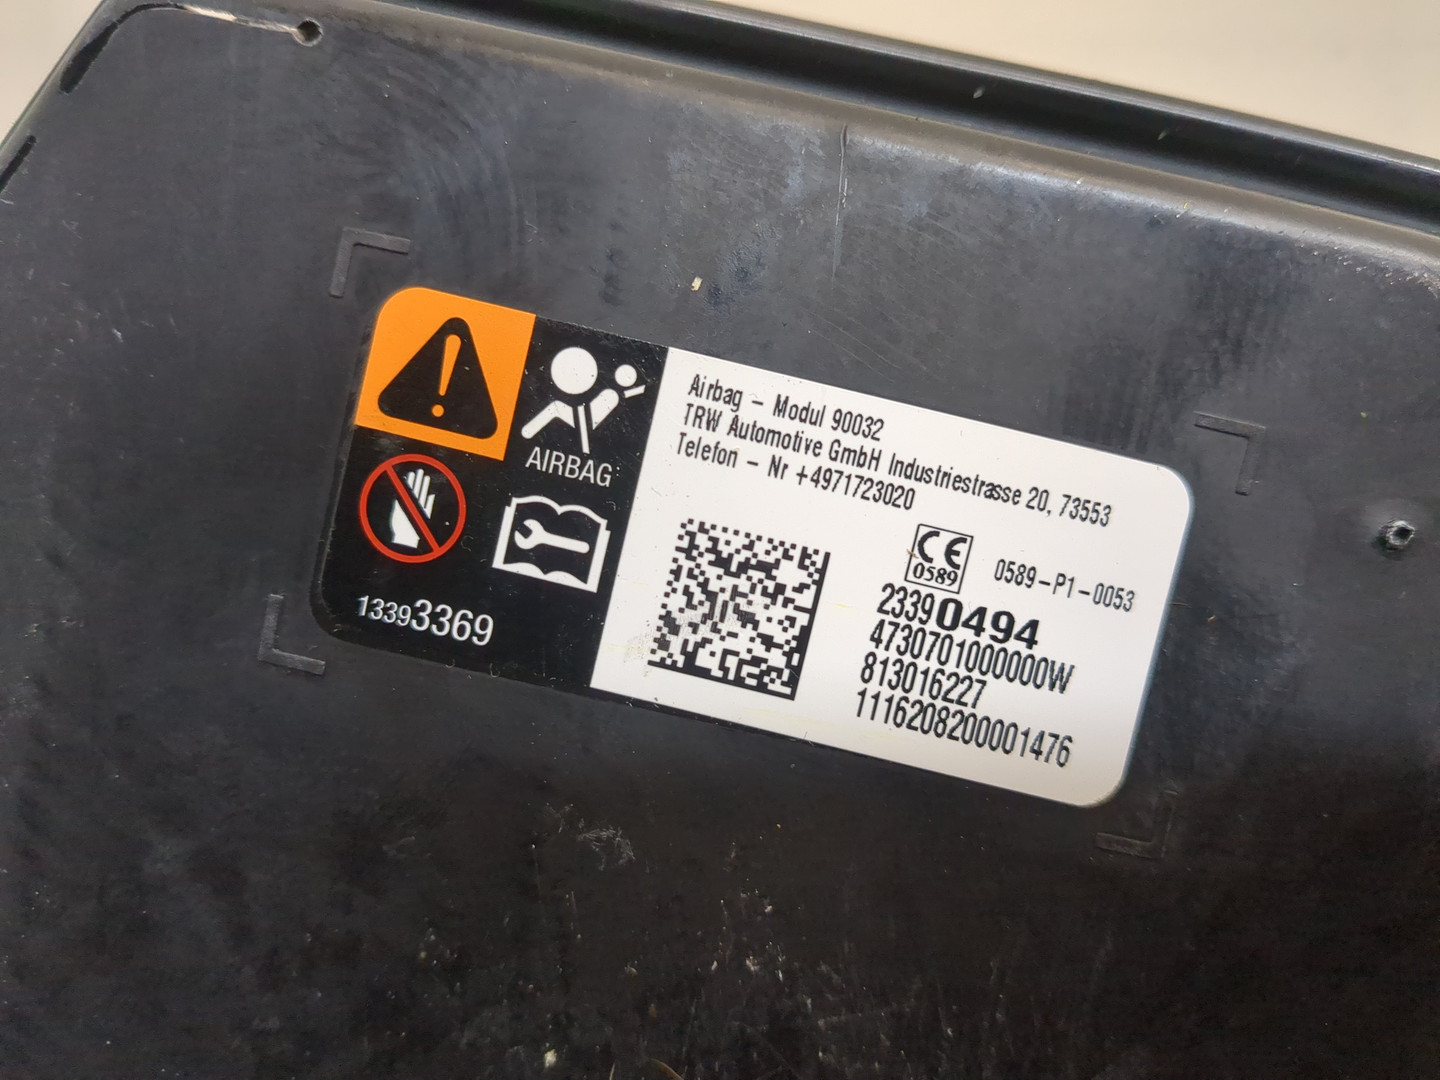 AIRBAG
13393369
Airbag - Modul 90032
TRW Automotive GmbH Industriestrasse 20, 73553
Telefon - Nr +4971723020
CE
0589
0589-P1-0053
23390494
4730701000000W
813016227
1116208200001476